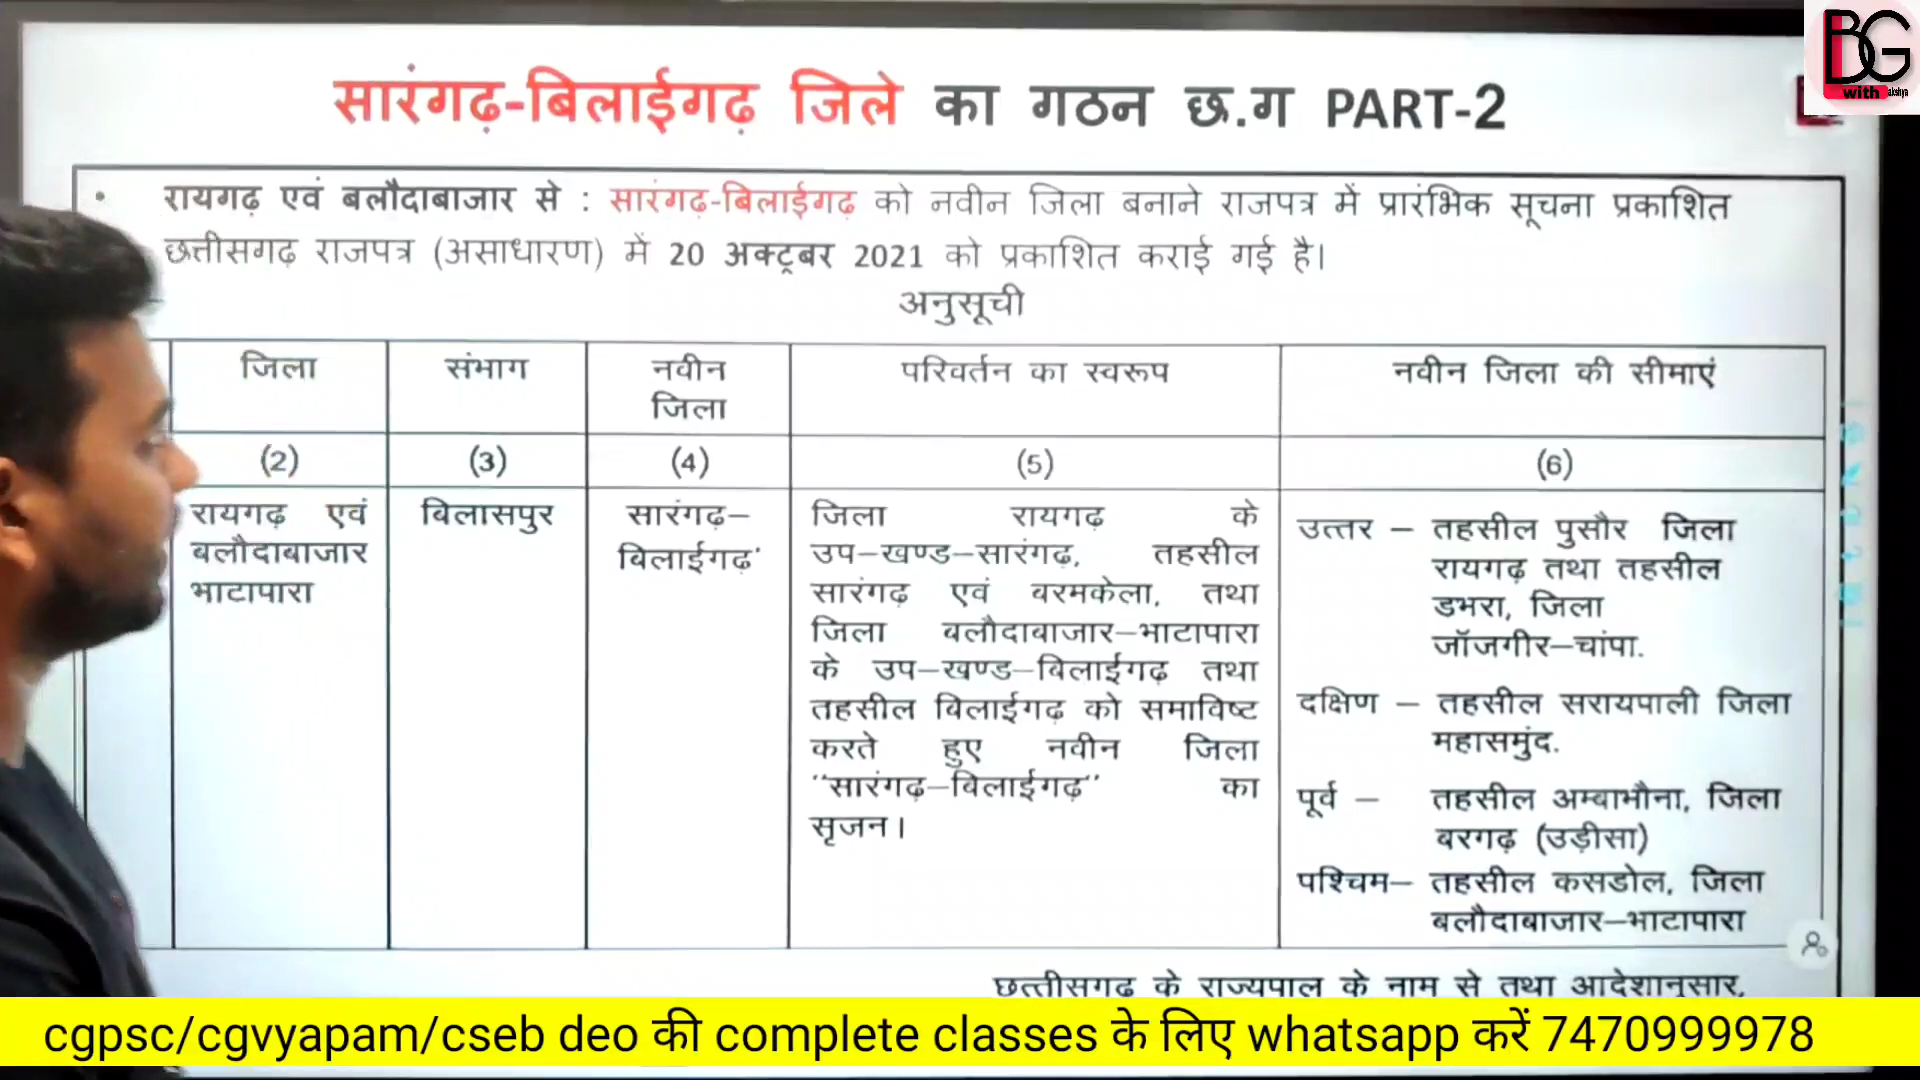 BG
with
सारंगढ़-बिलाईगढ़ जिले का गठन छ.ग PART-2
• रायगढ़ एवं बलौदाबाजार से : सारंगढ़-बिलाईगढ़ को नवीन जिला बनाने राजपत्र में प्रारंभिक सूचना प्रकाशित
छत्तीसगढ़ राजपत्र (असाधारण) में 20 अक्टूबर 2021 को प्रकाशित कराई गई है।
अनुसूची
जिला
संभाग
नवीन
जिला
परिवर्तन का स्वरूप
नवीन जिला की सीमाएं
(2)
(3)
(4)
(5)
(6)
रायगढ़ एवं
बलौदाबाजार
भाटापारा
बिलासपुर
सारंगढ़–
बिलाईगढ़'
जिला रायगढ़ के
उप–खण्ड–सारंगढ़, तहसील
सारंगढ़ एवं बरमकेला, तथा
जिला बलौदाबाजार–भाटापारा
के उप–खण्ड–बिलाईगढ़ तथा
तहसील बिलाईगढ़ को समाविष्ट
करते हुए नवीन जिला
''सारंगढ़–बिलाईगढ़'' का
सृजन।
उत्तर – तहसील पुसौर जिला
रायगढ़ तथा तहसील
डभरा, जिला
जॉजगीर–चांपा.
दक्षिण – तहसील सरायपाली जिला
महासमुंद.
पूर्व – तहसील अम्बाभौना, जिला
बरगढ़ (उड़ीसा)
पश्चिम– तहसील कसडोल, जिला
बलौदाबाजार–भाटापारा
छत्तीसगढ़ के राज्यपाल के नाम से तथा आदेशानुसार,
cgpsc/cgvyapam/cseb deo की complete classes के लिए whatsapp करें 7470999978